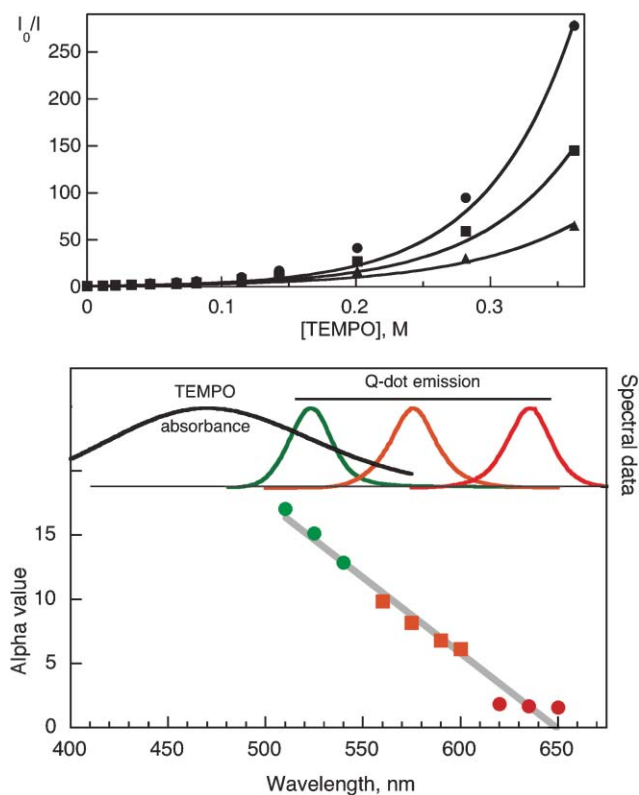 I₀/I
250
200
150
100
50
0
0 0.1 0.2 0.3
[TEMPO], M
TEMPO
absorbance
Q-dot emission
Spectral data
Alpha value
15
10
5
0
400 450 500 550 600 650
Wavelength, nm